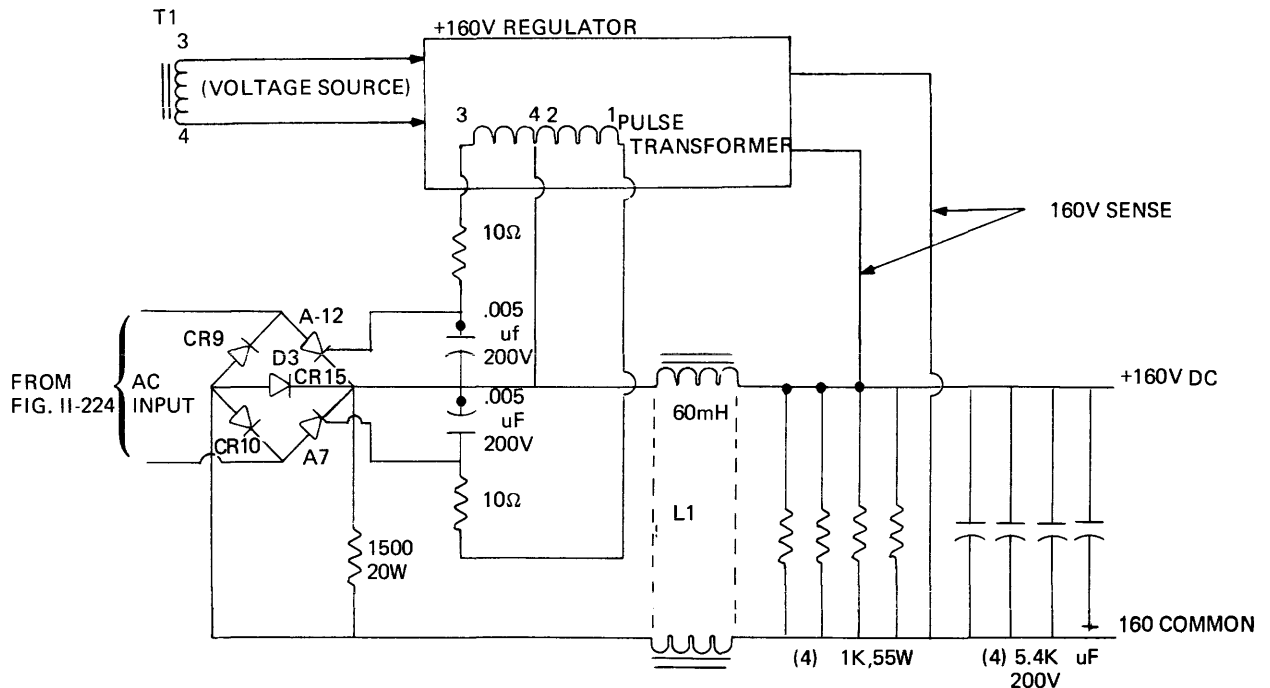 T1
3
+160V REGULATOR
(VOLTAGE SOURCE)
4
3
4 2
1
PULSE
TRANSFORMER
160V SENSE
10Ω
.005
uf
200V
A-12
CR9
D3
CR15
FROM
FIG. II-224
AC
INPUT
+160V DC
.005
uF
200V
60mH
CR10
A7
10Ω
L1
1500
20W
160 COMMON
(4) 1K,55W
(4) 5.4K uF
200V